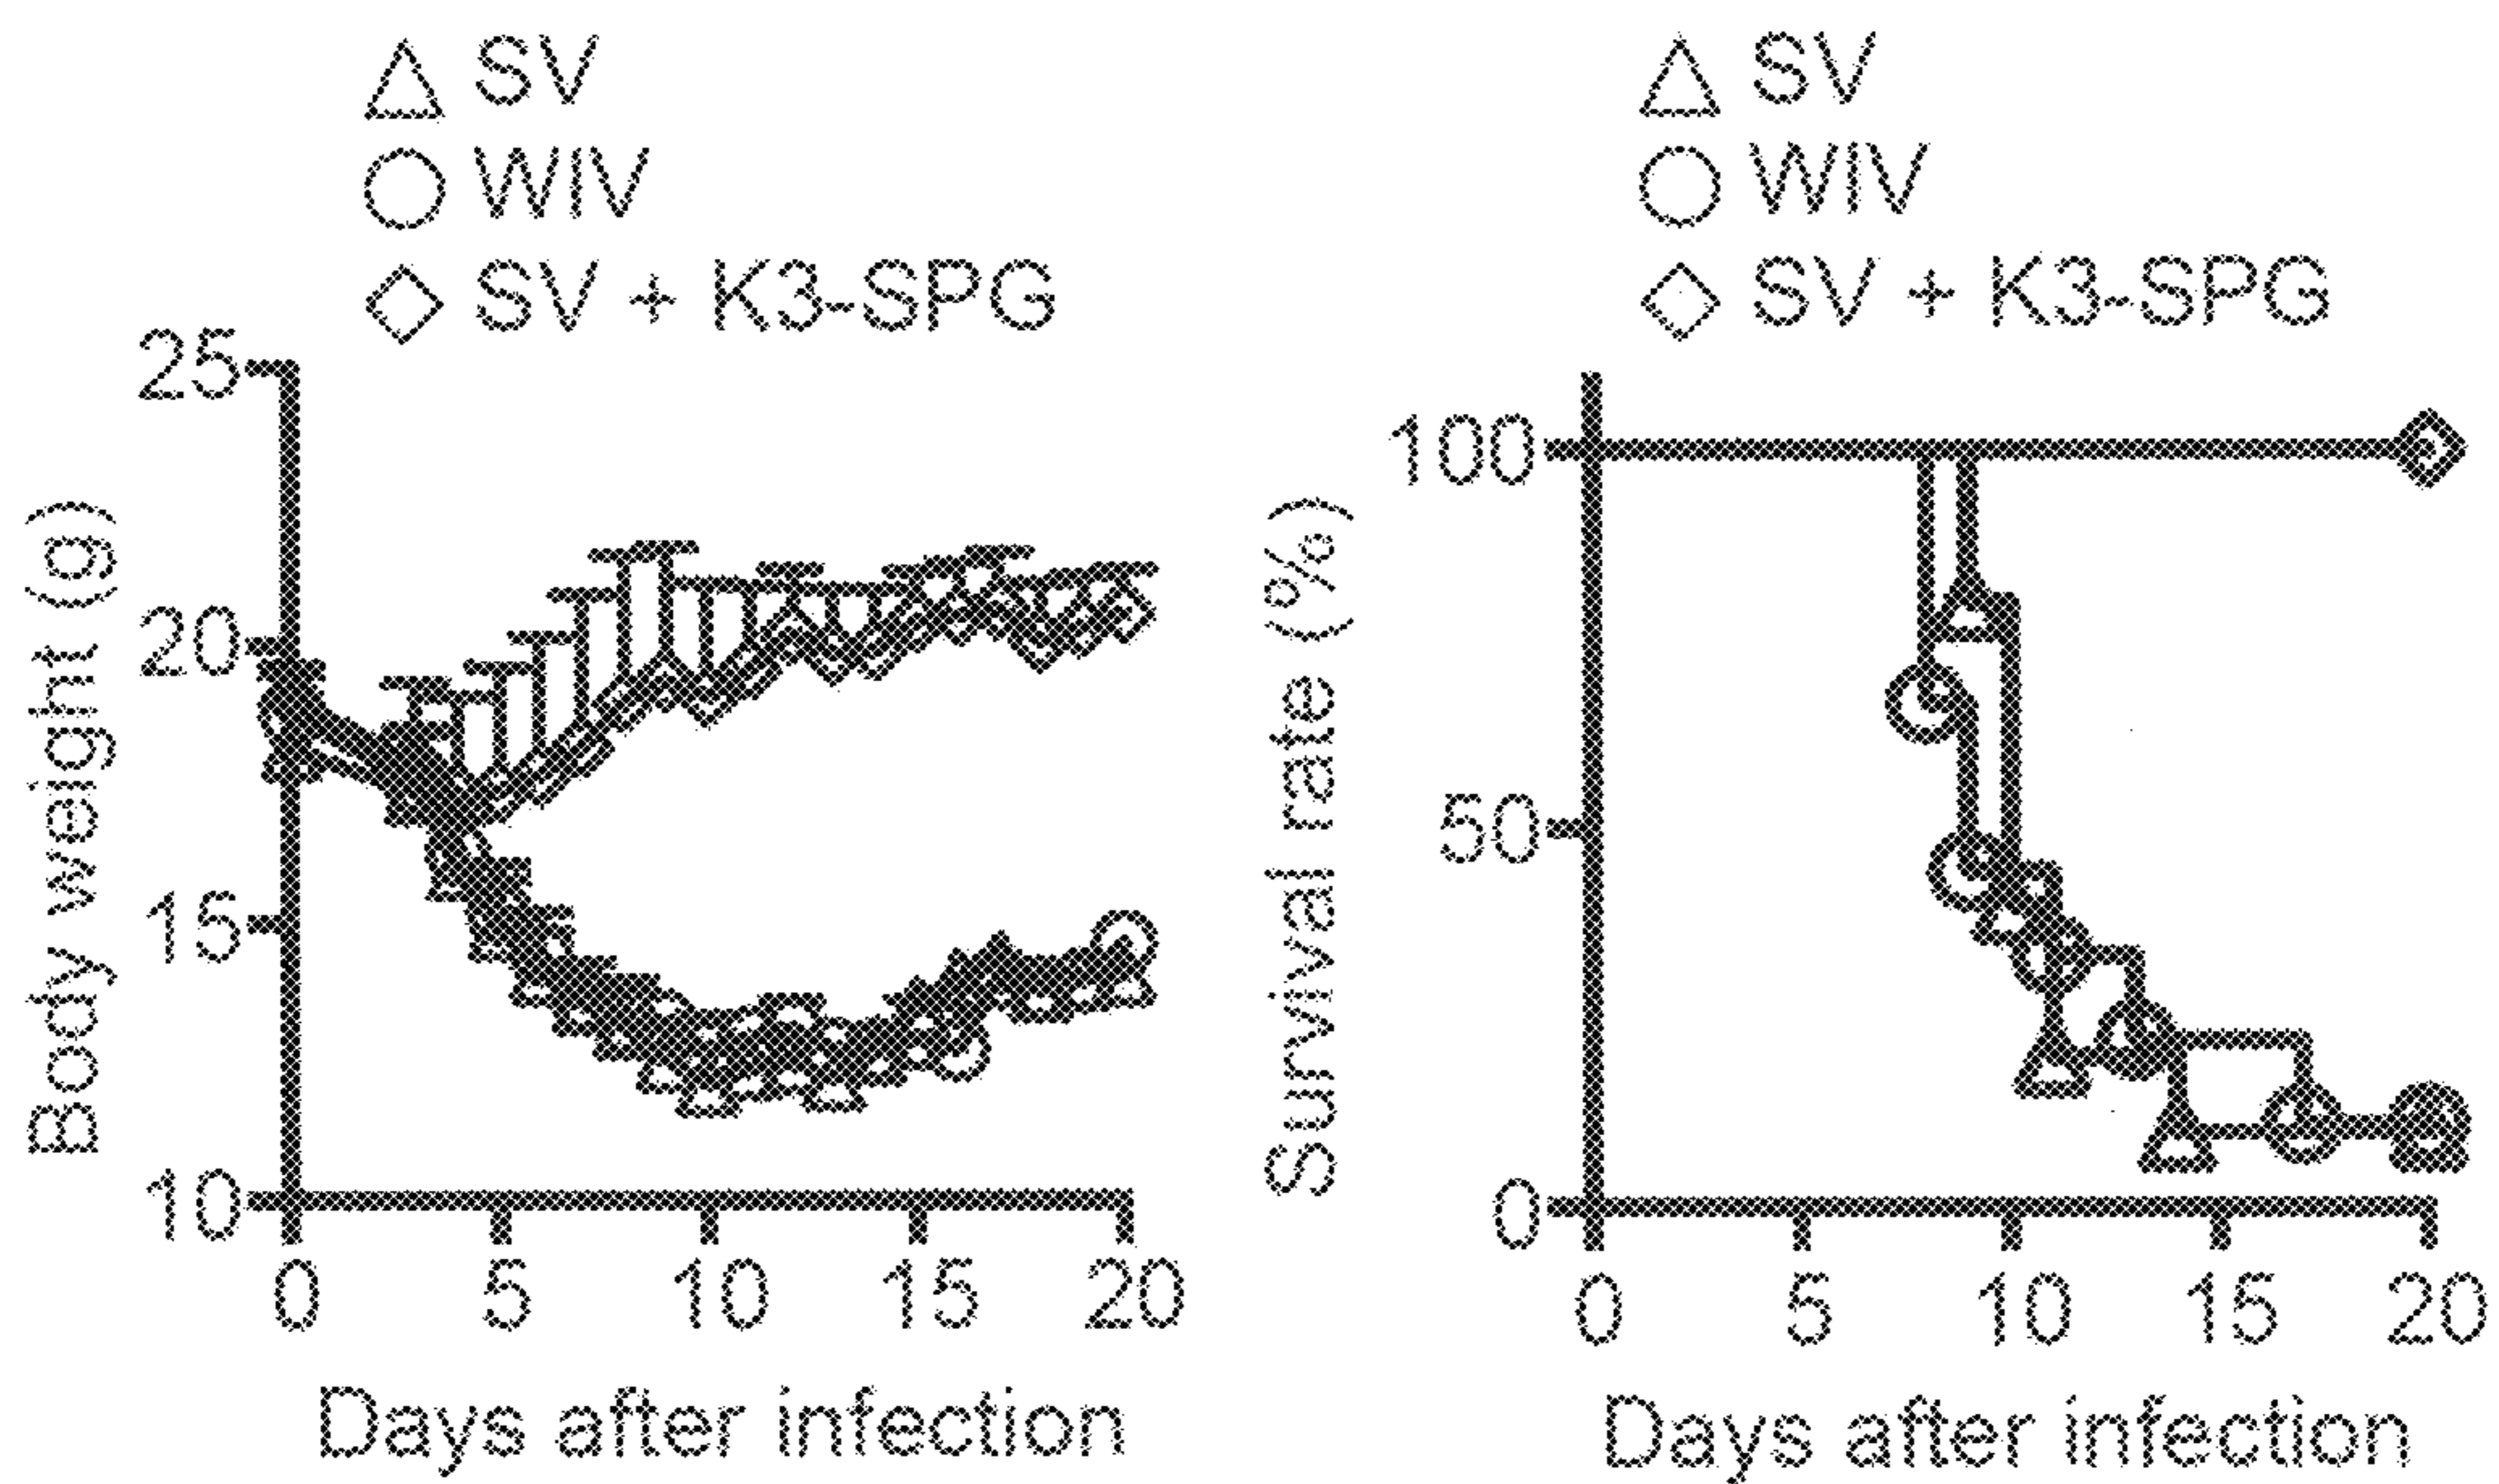 SV
WIV
SV + K3-SPG
25
20
15
10
0 5 10 15 20
Body weight (g)
Days after infection
SV
WIV
SV + K3-SPG
100
50
0
0 5 10 15 20
Survival rate (%)
Days after infection